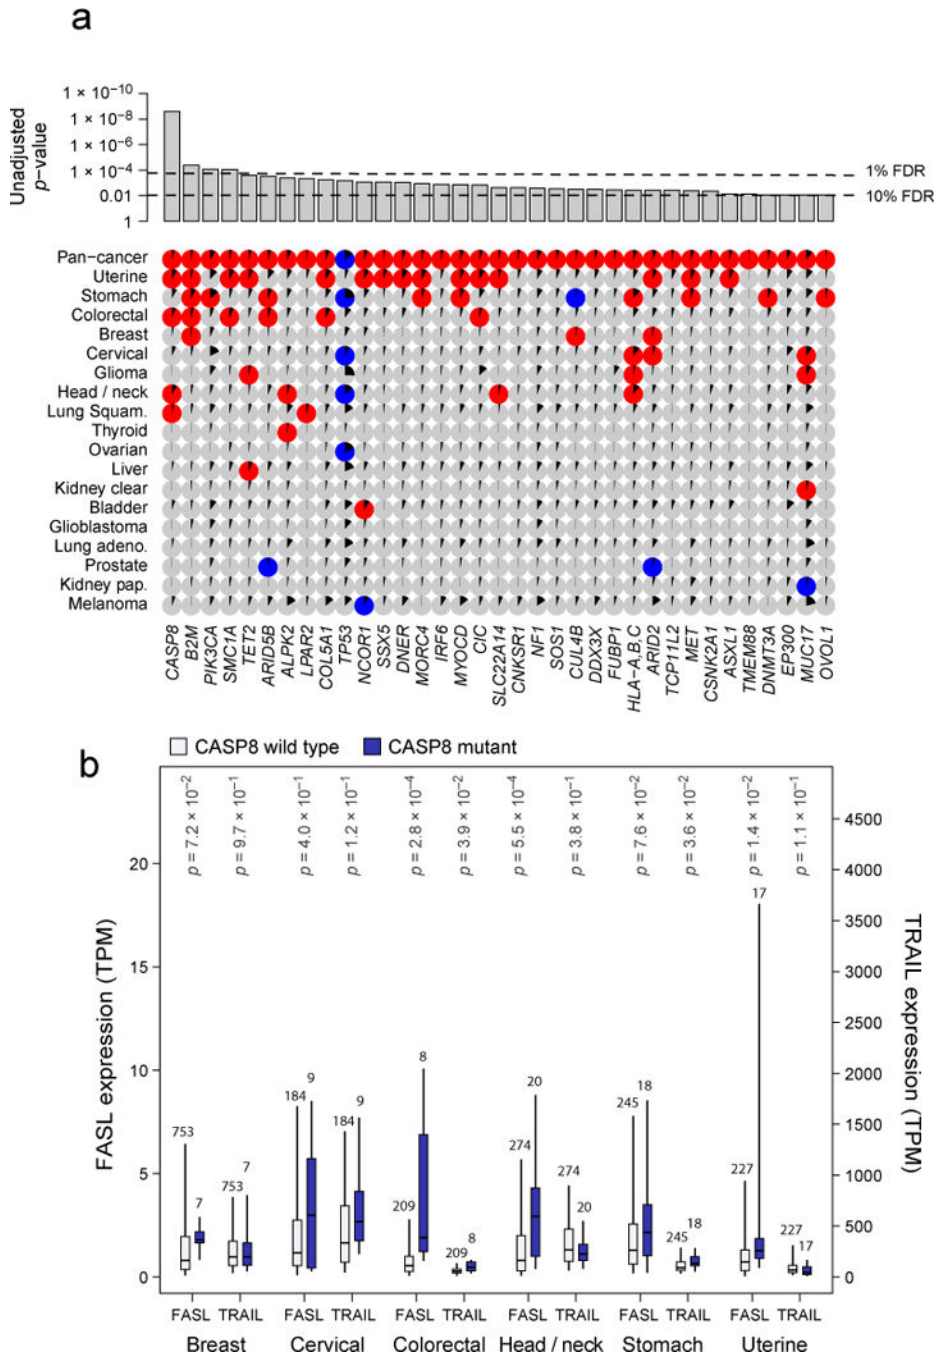 a
Unadjusted
p-value
1 × 10⁻¹⁰
1 × 10⁻⁸
1 × 10⁻⁶
1 × 10⁻⁴
0.01
1
1% FDR
10% FDR
Pan-cancer
Uterine
Stomach
Colorectal
Breast
Cervical
Glioma
Head / neck
Lung Squam.
Thyroid
Ovarian
Liver
Kidney clear
Bladder
Glioblastoma
Lung adeno.
Prostate
Kidney pap.
Melanoma
CASP8
B2M
PIK3CA
SMC1A
TET2
ARID5B
ALPK2
LPAR2
COL5A1
TP53
NCOR1
SSX5
DNER
MORC4
IRF6
MYOCD
CIC
SLC22A14
CNKSR1
NF1
SOS1
CUL4B
DDX3X
FUBP1
HLA-A,B,C
ARID2
TCP11L2
MET
CSNK2A1
ASXL1
TMEM88
DNMT3A
EP300
MUC17
OVOL1
b
CASP8 wild type
CASP8 mutant
p = 7.2 × 10⁻²
p = 9.7 × 10⁻¹
p = 4.0 × 10⁻¹
p = 1.2 × 10⁻¹
p = 2.8 × 10⁻⁴
p = 3.9 × 10⁻²
p = 5.5 × 10⁻⁴
p = 3.8 × 10⁻¹
p = 7.6 × 10⁻²
p = 3.6 × 10⁻²
p = 1.4 × 10⁻²
p = 1.1 × 10⁻¹
FASL expression (TPM)
20
15
10
5
0
TRAIL expression (TPM)
4500
4000
3500
3000
2500
2000
1500
1000
500
0
753
7
753
7
184
9
184
9
209
8
209
8
274
20
274
20
245
18
245
18
227
17
227
17
FASL TRAIL FASL TRAIL FASL TRAIL FASL TRAIL FASL TRAIL FASL TRAIL
Breast Cervical Colorectal Head / neck Stomach Uterine